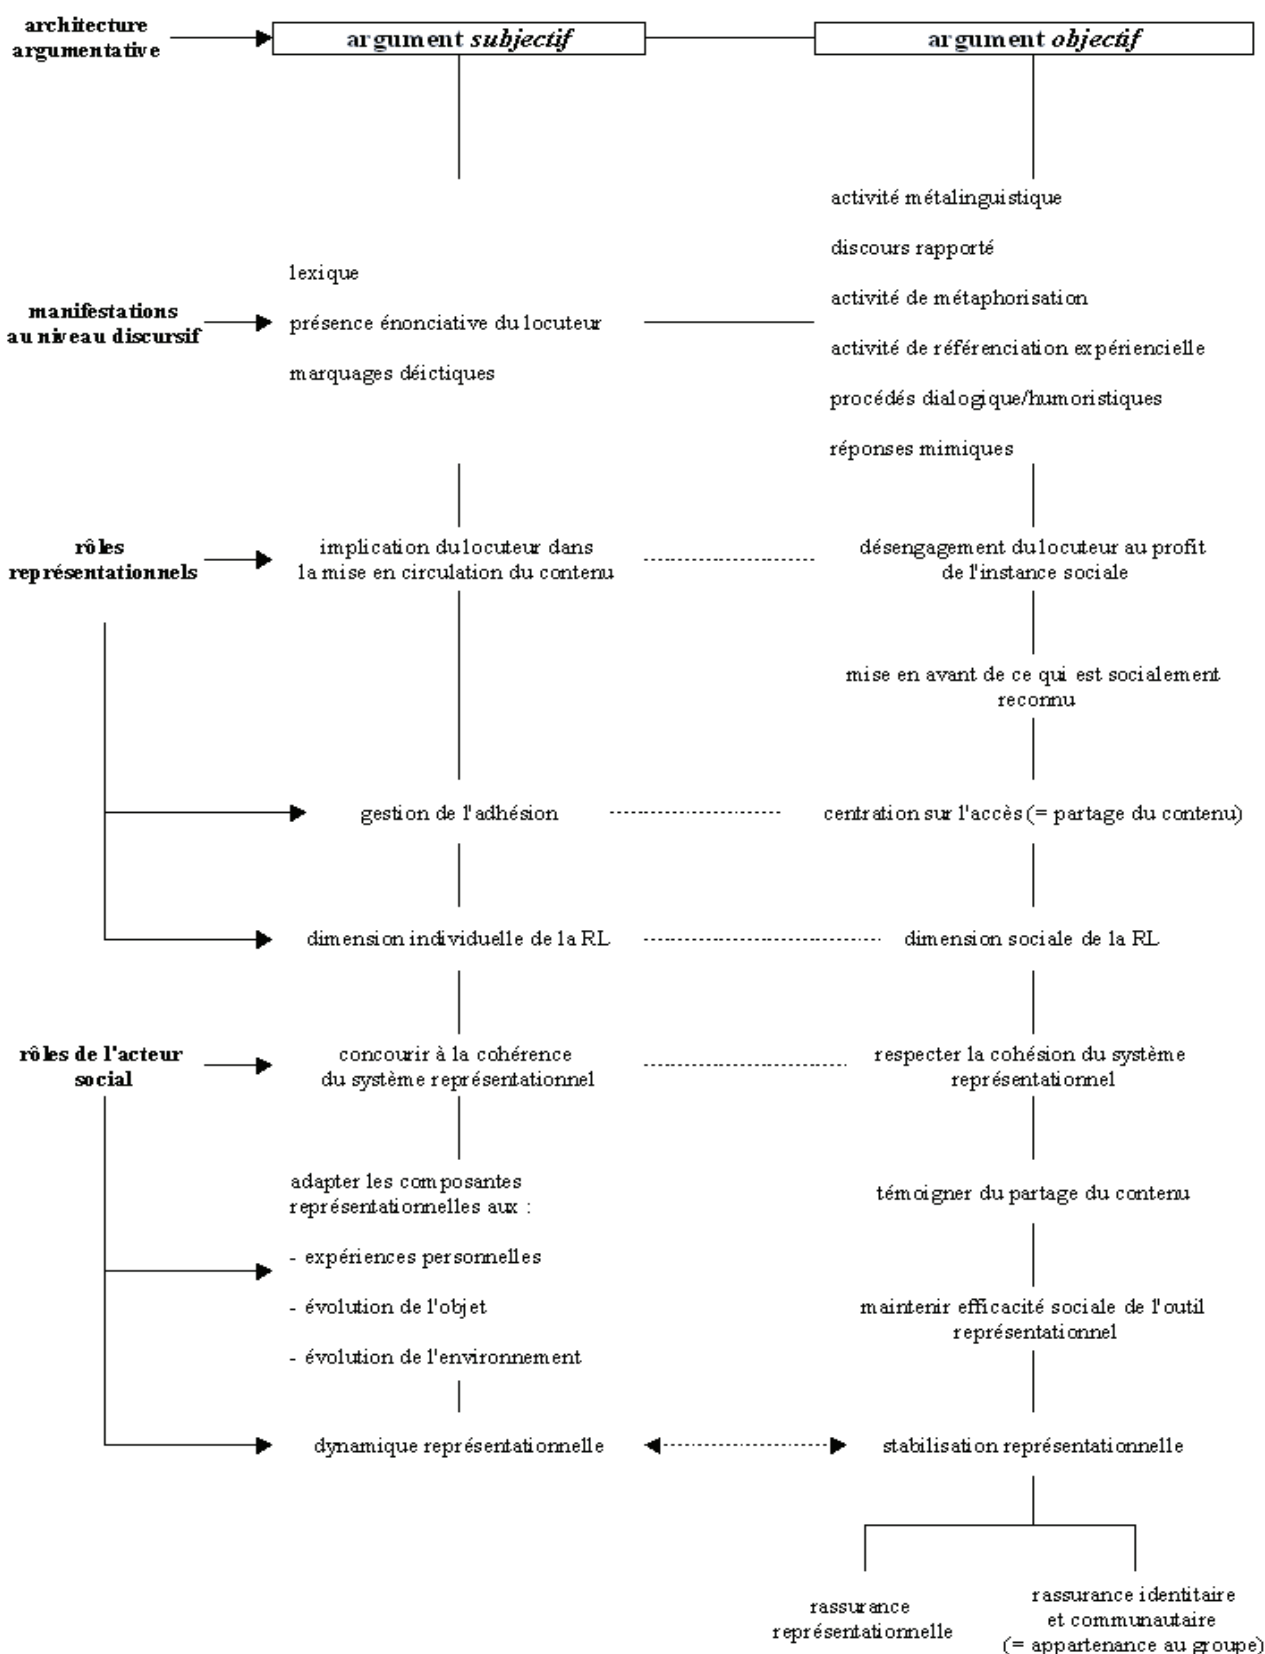 architecture
argumentative
argument subjectif
argument objectif
activité métalinguistique
discours rapporté
lexique
activité de métaphorisation
manifestations
au niveau discursif
présence énonciative du locuteur
activité de référenciation expériencielle
marquages déictiques
procédés dialogique/humoristiques
réponses mimiques
rôles
représentationnels
implication du locuteur dans
la mise en circulation du contenu
désengagement du locuteur au profit
de l'instance sociale
mise en avant de ce qui est socialement
reconnu
gestion de l'adhésion
centration sur l'accès (= partage du contenu)
dimension individuelle de la RL
dimension sociale de la RL
rôles de l'acteur
social
concourir à la cohérence
du système représentationnel
respecter la cohésion du système
représentationnel
adapter les composantes
représentationnelles aux :
témoigner du partage du contenu
- expériences personnelles
- évolution de l'objet
maintenir efficacité sociale de l'outil
représentationnel
- évolution de l'environnement
dynamique représentationnelle
stabilisation représentationnelle
rassurance
représentationnelle
rassurance identitaire
et communautaire
(= appartenance au groupe)